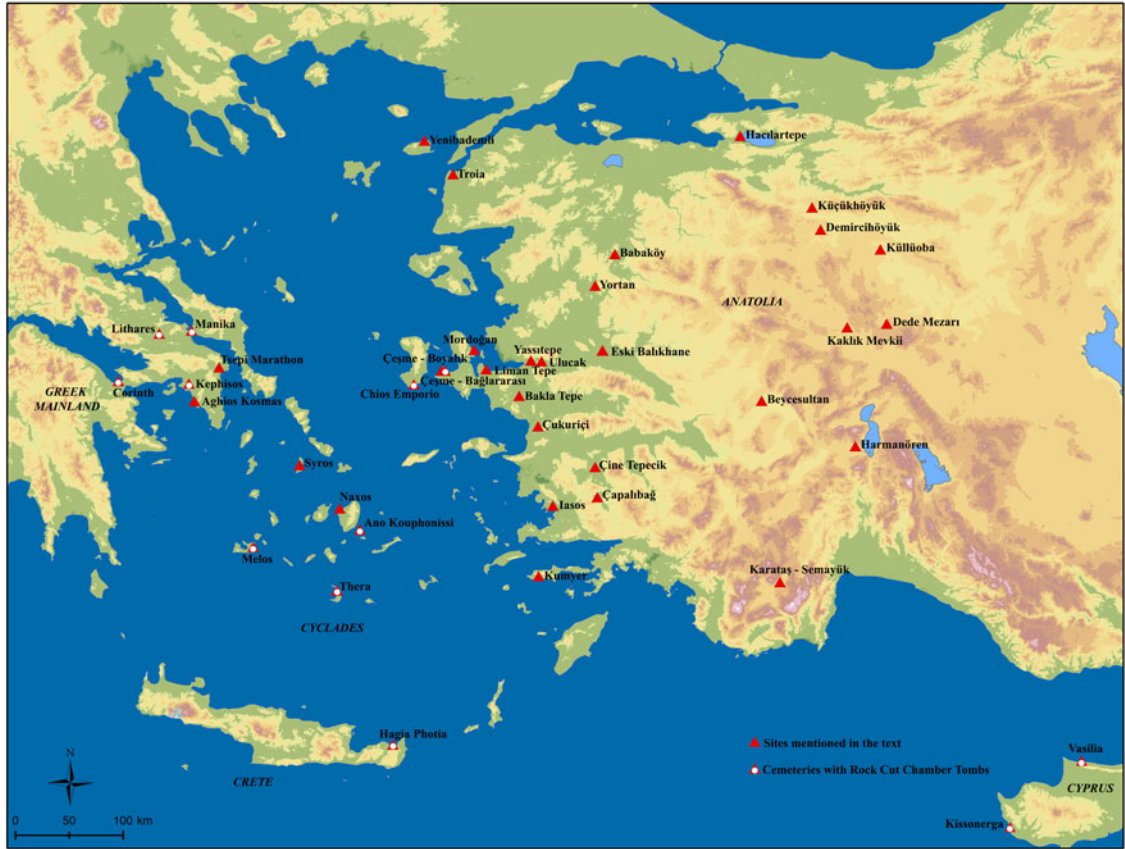 Yenibademli
Hacılartepe
Troia
Küçükhöyük
Demircihöyük
Küllüoba
Babaköy
Yortan
ANATOLIA
Lithares
Manika
Dede Mezarı
Kaklık Mevkii
Mordoğan
Yassıtepe
Eski Balıkhane
Tsepi Marathon
Çeşme - Boyalık
Ulucak
Liman Tepe
Çeşme - Bağlararası
GREEK
MAINLAND
Corinth
Kephisos
Chios Emporio
Bakla Tepe
Aghios Kosmas
Beycesultan
Çukuriçi
Harmanören
Syros
Çine Tepecik
Naxos
Çapalıbağ
Iasos
Ano Kouphonissi
Melos
Karataş - Semayük
Kumyer
Thera
CYCLADES
Hagia Photia
Sites mentioned in the text
Vasilia
N
Cemeteries with Rock Cut Chamber Tombs
CRETE
CYPRUS
0 50 100 km
Kissonerga